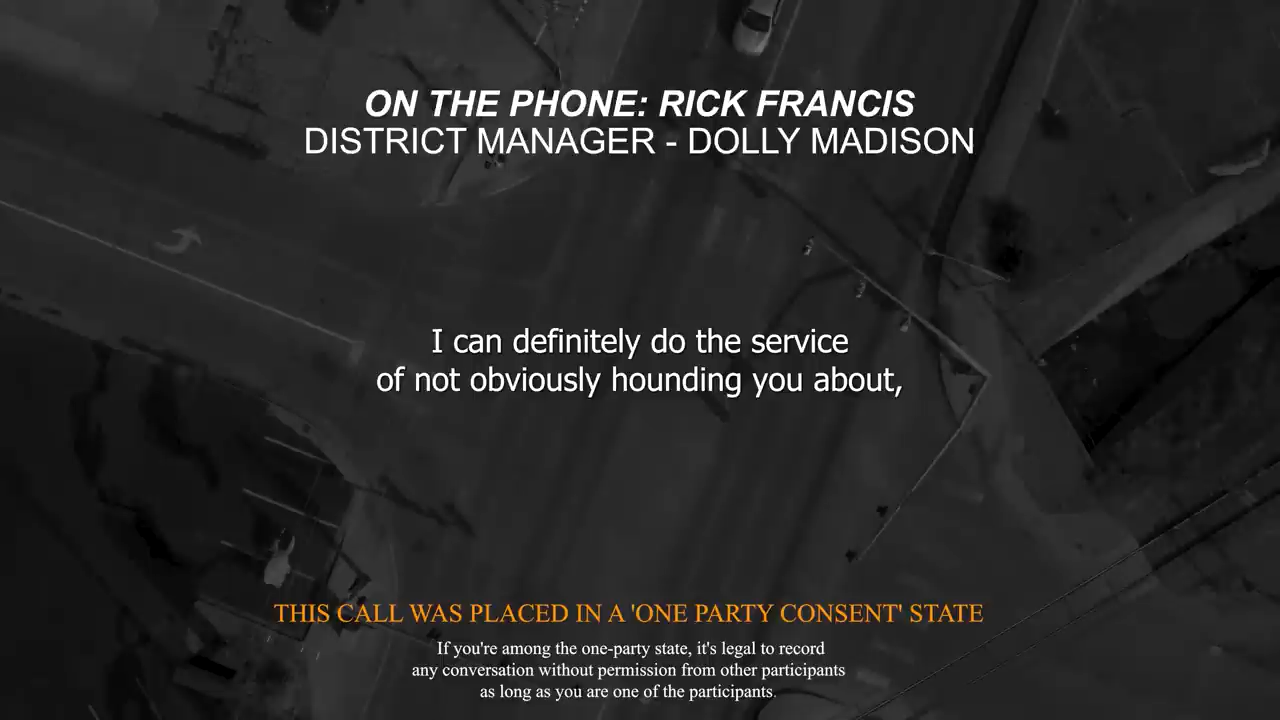 ON THE PHONE: RICK FRANCIS
DISTRICT MANAGER - DOLLY MADISON
I can definitely do the service
of not obviously hounding you about,
THIS CALL WAS PLACED IN A 'ONE PARTY CONSENT' STATE
If you're among the one-party state, it's legal to record
any conversation without permission from other participants
as long as you are one of the participants.